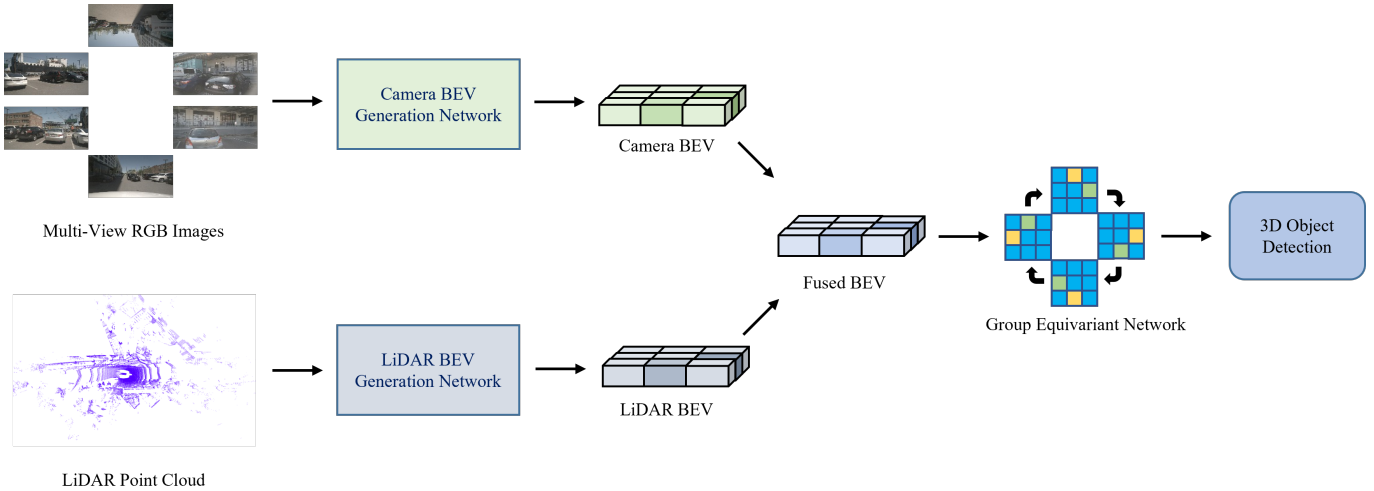 Multi-View RGB Images
Camera BEV
Generation Network
Camera BEV
LiDAR Point Cloud
LiDAR BEV
Generation Network
LiDAR BEV
Fused BEV
Group Equivariant Network
3D Object
Detection